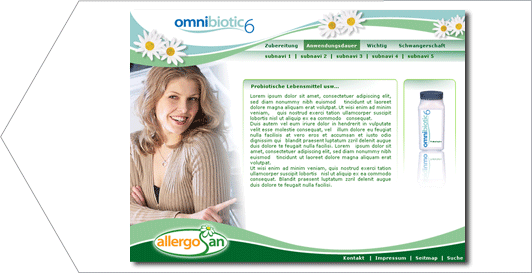 omnibiotic6
Zubereitung | Anwendungsdauer | Wichtig | Schwangerschaft
subnavi 1 | subnavi 2 | subnavi 3 | subnavi 4 | subnavi 5
Probiotische Lebensmittel usw...
Lorem ipsum dolor sit amet, consectetuer adipiscing elit,
sed diam nonummy nibh euismod tincidunt ut laoreet
dolore magna aliquam erat volutpat. Ut wisi enim ad minim
veniam, quis nostrud exerci tation ullamcorper suscipit
lobortis nisl ut aliquip ex ea commodo consequat.
Duis autem vel eum iriure dolor in hendrerit in vulputate
velit esse molestie consequat, vel illum dolore eu feugiat
nulla facilisis at vero eros et accumsan et iusto odio
dignissim qui blandit praesent luptatum zzril delenit
augue duis dolore te feugait nulla facilisi. Lorem ipsum dolor sit
amet, consectetuer adipiscing elit, sed diam nonummy nibh
euismod tincidunt ut laoreet dolore magna aliquam erat
volutpat.
Ut wisi enim ad minim veniam, quis nostrud exerci tation
ullamcorper suscipit lobortis nisl ut aliquip ex ea commodo
consequat. Blandit praesent luptatum zzril delenit augue
duis dolore te feugait nulla facilisi.
omnibiotic6
allergoSan
Kontakt | Impressum | Seitmap | Suche